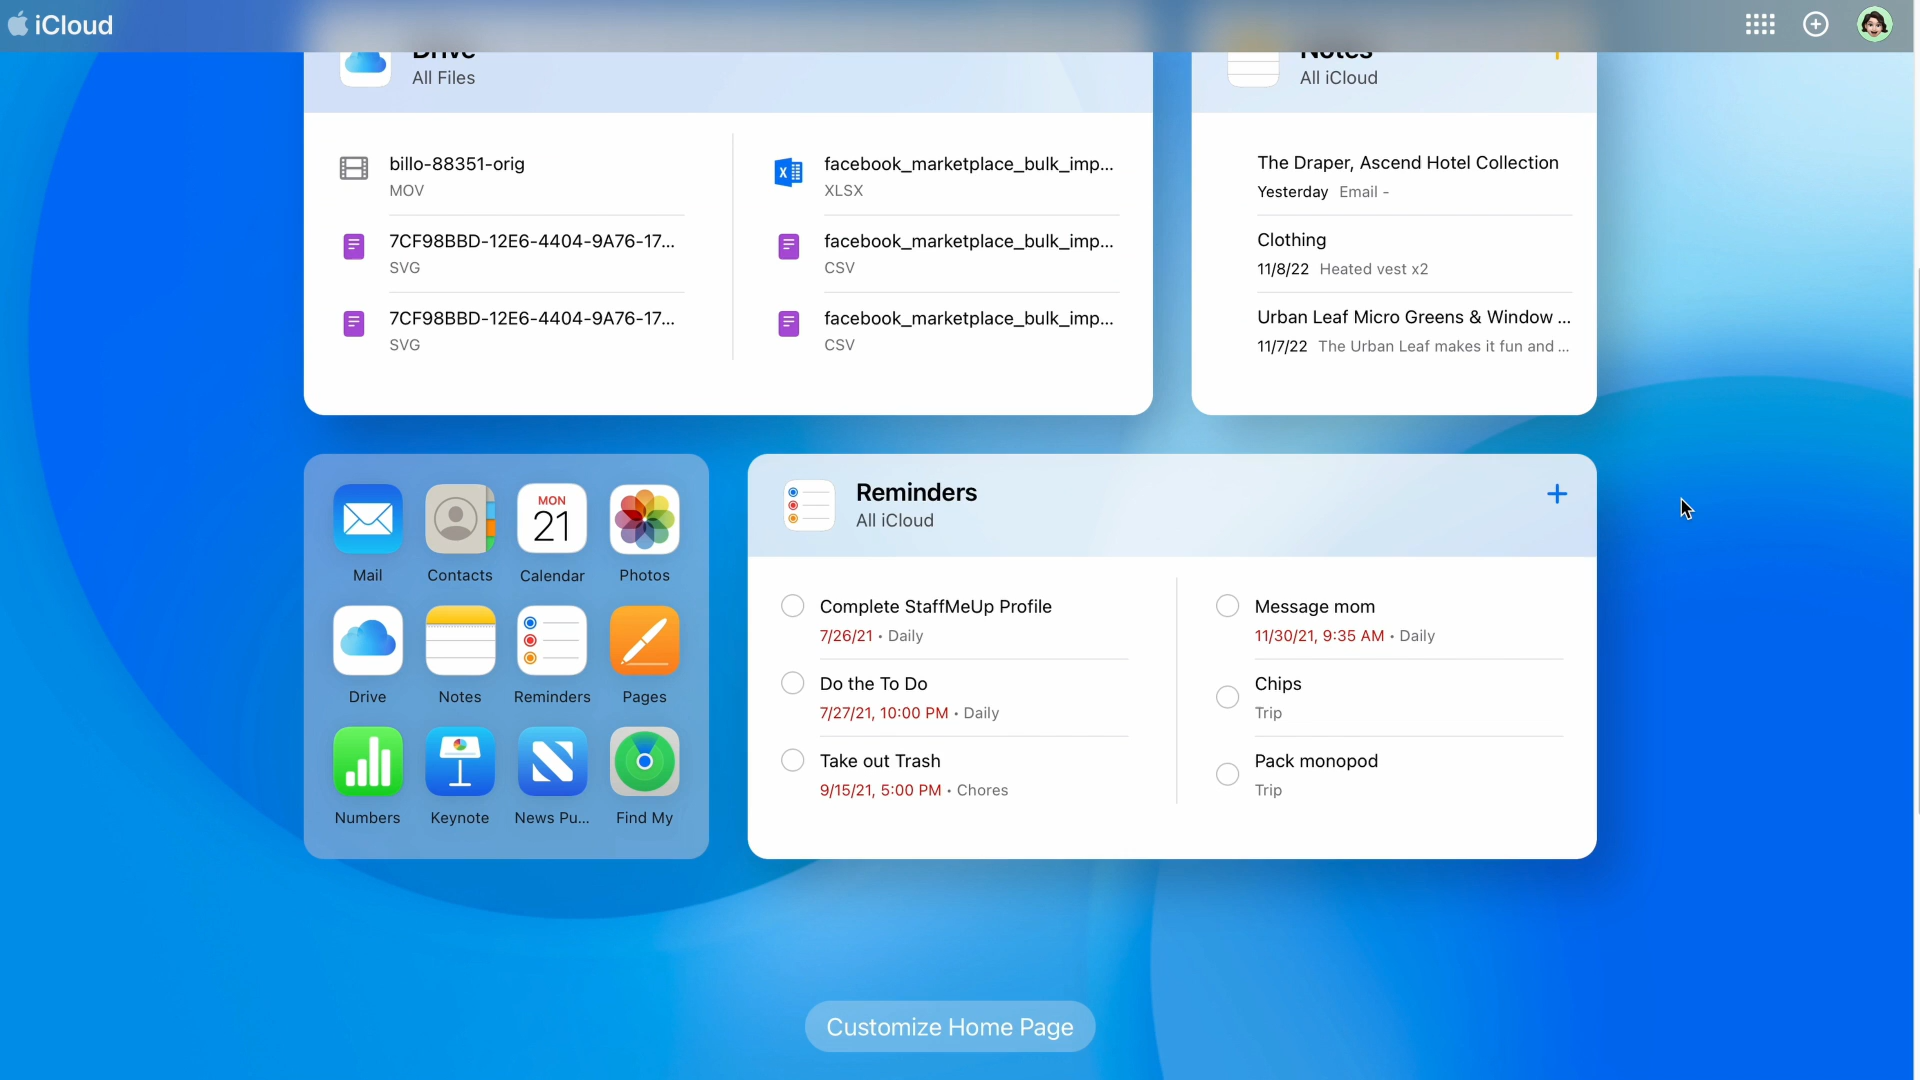 iCloud
Drive
All Files
billo-88351-orig
MOV
7CF98BBD-12E6-4404-9A76-17...
SVG
7CF98BBD-12E6-4404-9A76-17...
SVG
facebook_marketplace_bulk_imp...
XLSX
facebook_marketplace_bulk_imp...
CSV
facebook_marketplace_bulk_imp...
CSV
Notes
All iCloud
The Draper, Ascend Hotel Collection
Yesterday Email -
Clothing
11/8/22 Heated vest x2
Urban Leaf Micro Greens & Window ...
11/7/22 The Urban Leaf makes it fun and ...
MON
21
Mail Contacts Calendar Photos
Drive Notes Reminders Pages
Numbers Keynote News Pu... Find My
Reminders
All iCloud
Complete StaffMeUp Profile
7/26/21 • Daily
Do the To Do
7/27/21, 10:00 PM • Daily
Take out Trash
9/15/21, 5:00 PM • Chores
Message mom
11/30/21, 9:35 AM • Daily
Chips
Trip
Pack monopod
Trip
Customize Home Page